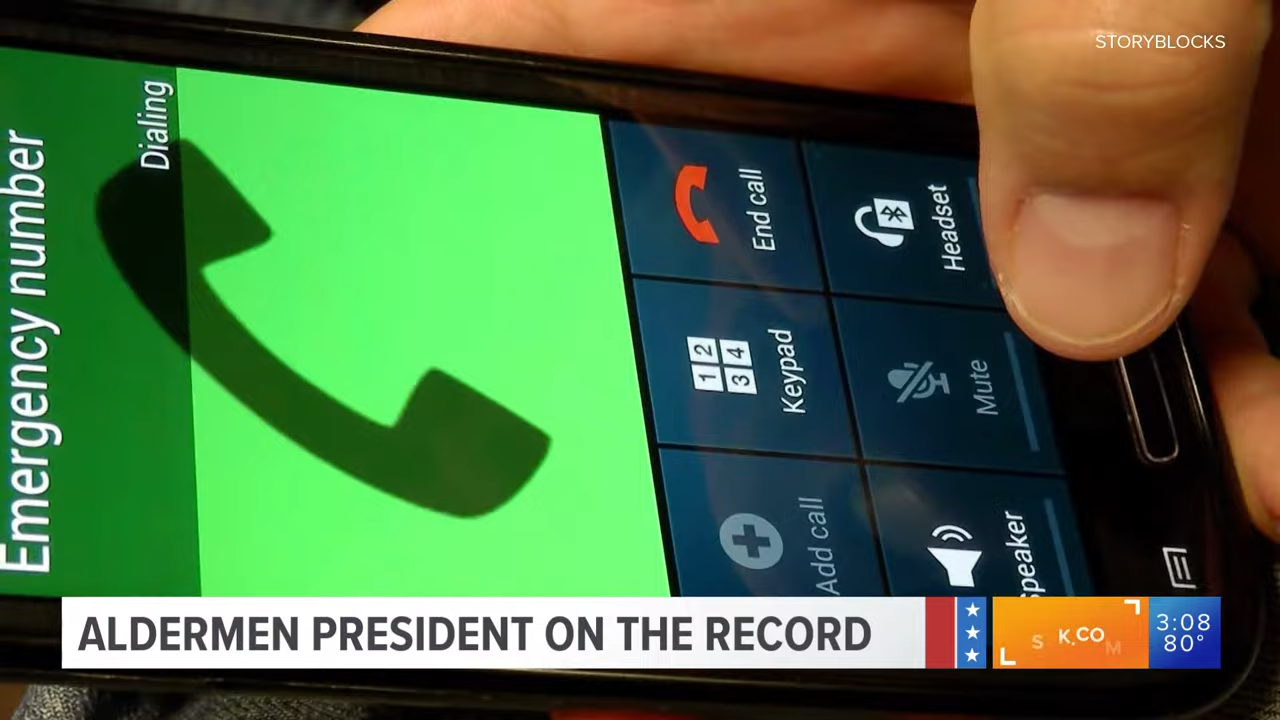 STORYBLOCKS
Emergency number
Dialing
End call
Headset
1 2
3 4
Keypad
Mute
Add call
speaker
ALDERMEN PRESIDENT ON THE RECORD
S K.CO M
3:08
80°